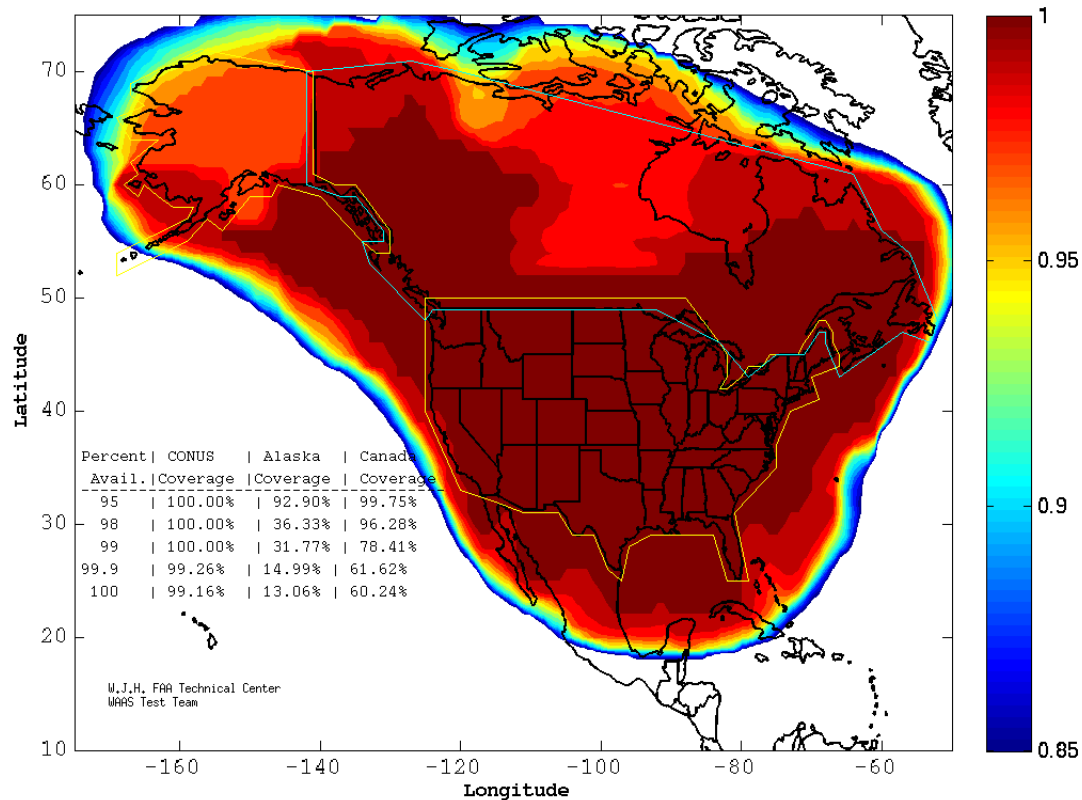 70
60
50
40
30
20
10
Latitude
Percent| CONUS | Alaska | Canada
Avail.|Coverage |Coverage | Coverage
95 | 100.00% | 92.90% | 99.75%
98 | 100.00% | 36.33% | 96.28%
99 | 100.00% | 31.77% | 78.41%
99.9 | 99.26% | 14.99% | 61.62%
100 | 99.16% | 13.06% | 60.24%
W.J.H. FAA Technical Center
WAAS Test Team
-160 -140 -120 -100 -80 -60
Longitude
1
0.95
0.9
0.85